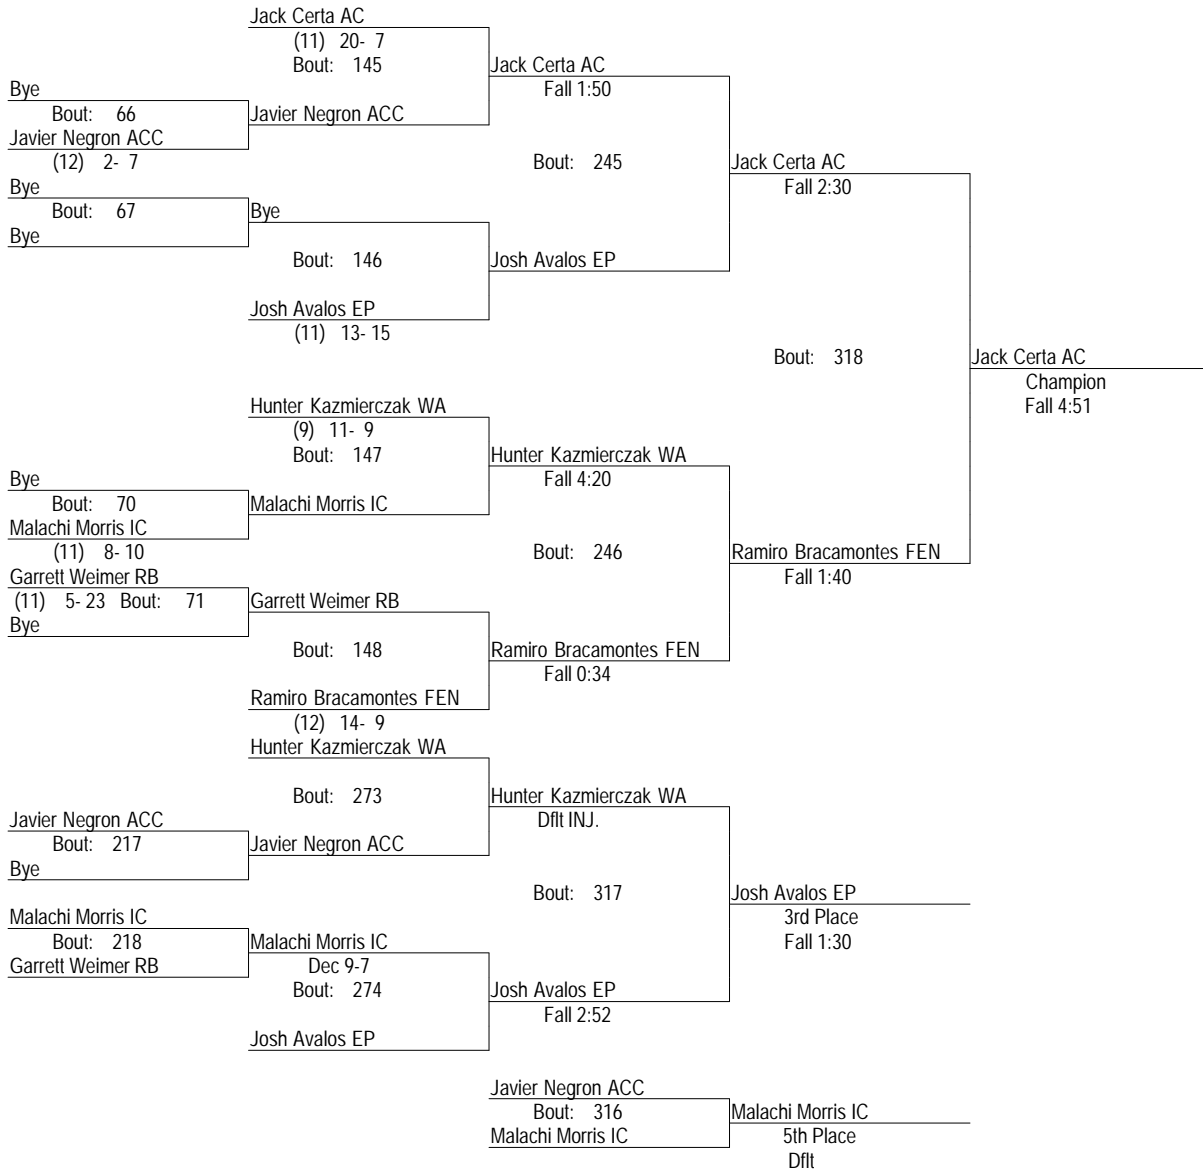 Jack Certa AC
(11) 20- 7
Bout: 145
Jack Certa AC
Fall 1:50
Bye
Bout: 66
Javier Negron ACC
Javier Negron ACC
(12) 2- 7
Bout: 245
Jack Certa AC
Fall 2:30
Bye
Bout: 67
Bye
Bye
Bout: 146
Josh Avalos EP
Josh Avalos EP
(11) 13- 15
Bout: 318
Jack Certa AC
Champion
Fall 4:51
Hunter Kazmierczak WA
(9) 11- 9
Bout: 147
Hunter Kazmierczak WA
Fall 4:20
Bye
Bout: 70
Malachi Morris IC
Malachi Morris IC
(11) 8- 10
Bout: 246
Ramiro Bracamontes FEN
Fall 1:40
Garrett Weimer RB
(11) 5- 23 Bout: 71
Garrett Weimer RB
Bye
Bout: 148
Ramiro Bracamontes FEN
Fall 0:34
Ramiro Bracamontes FEN
(12) 14- 9
Hunter Kazmierczak WA
Bout: 273
Hunter Kazmierczak WA
Dflt INJ.
Javier Negron ACC
Bout: 217
Javier Negron ACC
Bye
Bout: 317
Josh Avalos EP
3rd Place
Fall 1:30
Malachi Morris IC
Bout: 218
Malachi Morris IC
Garrett Weimer RB
Dec 9-7
Bout: 274
Josh Avalos EP
Fall 2:52
Josh Avalos EP
Javier Negron ACC
Bout: 316
Malachi Morris IC
Malachi Morris IC
5th Place
Dflt